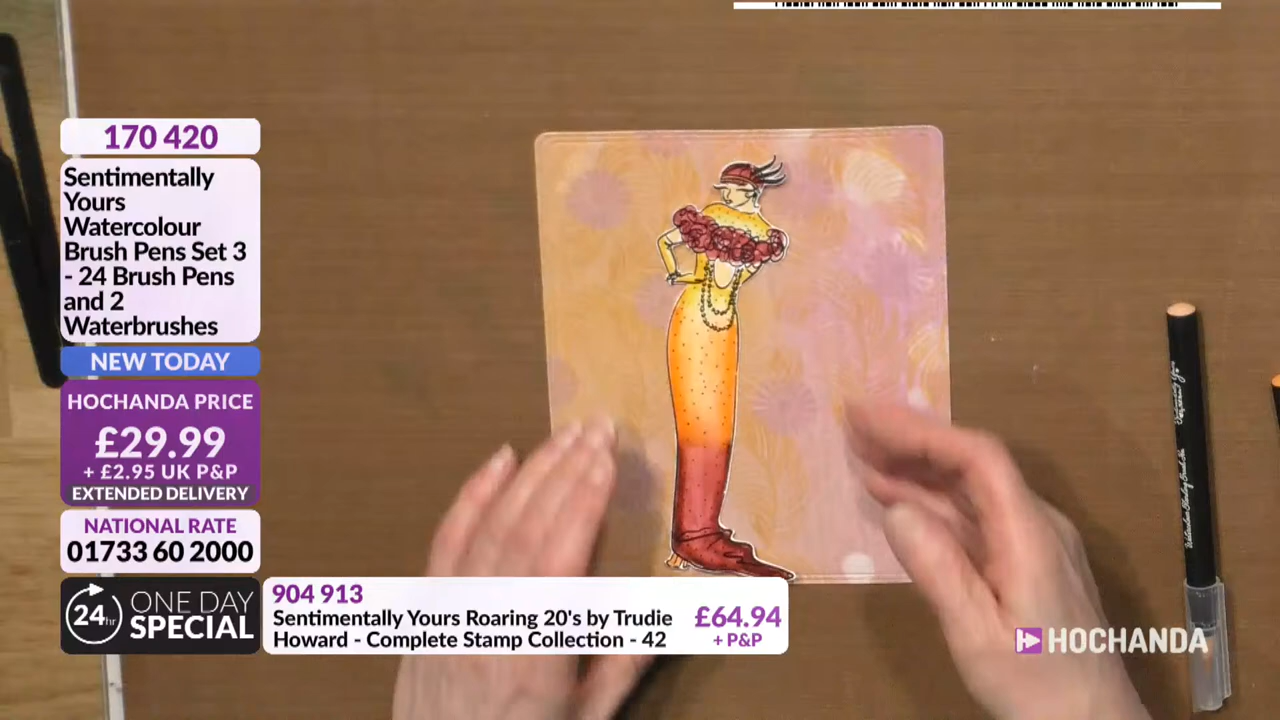 170 420
Sentimentally
Yours
Watercolour
Brush Pens Set 3
- 24 Brush Pens
and 2
Waterbrushes
NEW TODAY
HOCHANDA PRICE
£29.99
+ £2.95 UK P&P
EXTENDED DELIVERY
NATIONAL RATE
01733 60 2000
24hr
ONE DAY
SPECIAL
904 913
Sentimentally Yours Roaring 20's by Trudie
Howard - Complete Stamp Collection - 42
£64.94
+ P&P
HOCHANDA